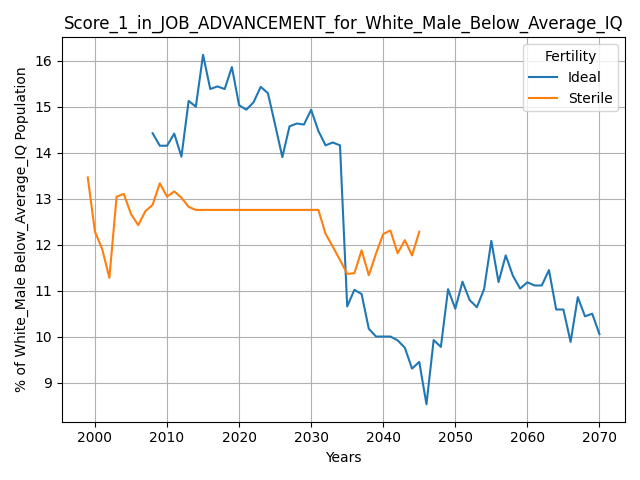 Score_1_in_JOB_ADVANCEMENT_for_White_Male_Below_Average_IQ
Fertility
Ideal
Sterile
% of White_Male Below_Average_IQ Population
16
15
14
13
12
11
10
9
2000 2010 2020 2030 2040 2050 2060 2070
Years